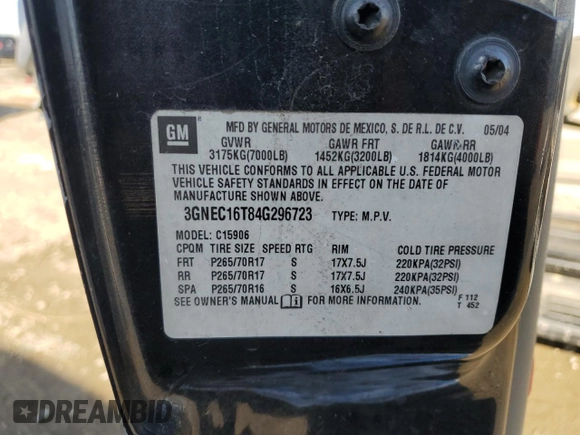 GM
MFD BY GENERAL MOTORS DE MEXICO, S. DE R.L. DE C.V. 05/04
GVWR GAWR FRT GAWR RR
3175KG(7000LB) 1452KG(3200LB) 1814KG(4000LB)
THIS VEHICLE CONFORMS TO ALL APPLICABLE U.S. FEDERAL MOTOR
VEHICLE SAFETY STANDARDS IN EFFECT ON THE DATE OF
MANUFACTURE SHOWN ABOVE.
3GNEC16T84G296723 TYPE: M.P.V.
MODEL: C15906
CPQM TIRE SIZE SPEED RTG RIM COLD TIRE PRESSURE
FRT P265/70R17 S 17X7.5J 220KPA(32PSI)
RR P265/70R17 S 17X7.5J 220KPA(32PSI)
SPA P265/70R16 S 16X6.5J 240KPA(35PSI)
SEE OWNER'S MANUAL FOR MORE INFORMATION.
F 112
T 452
DREAMBID